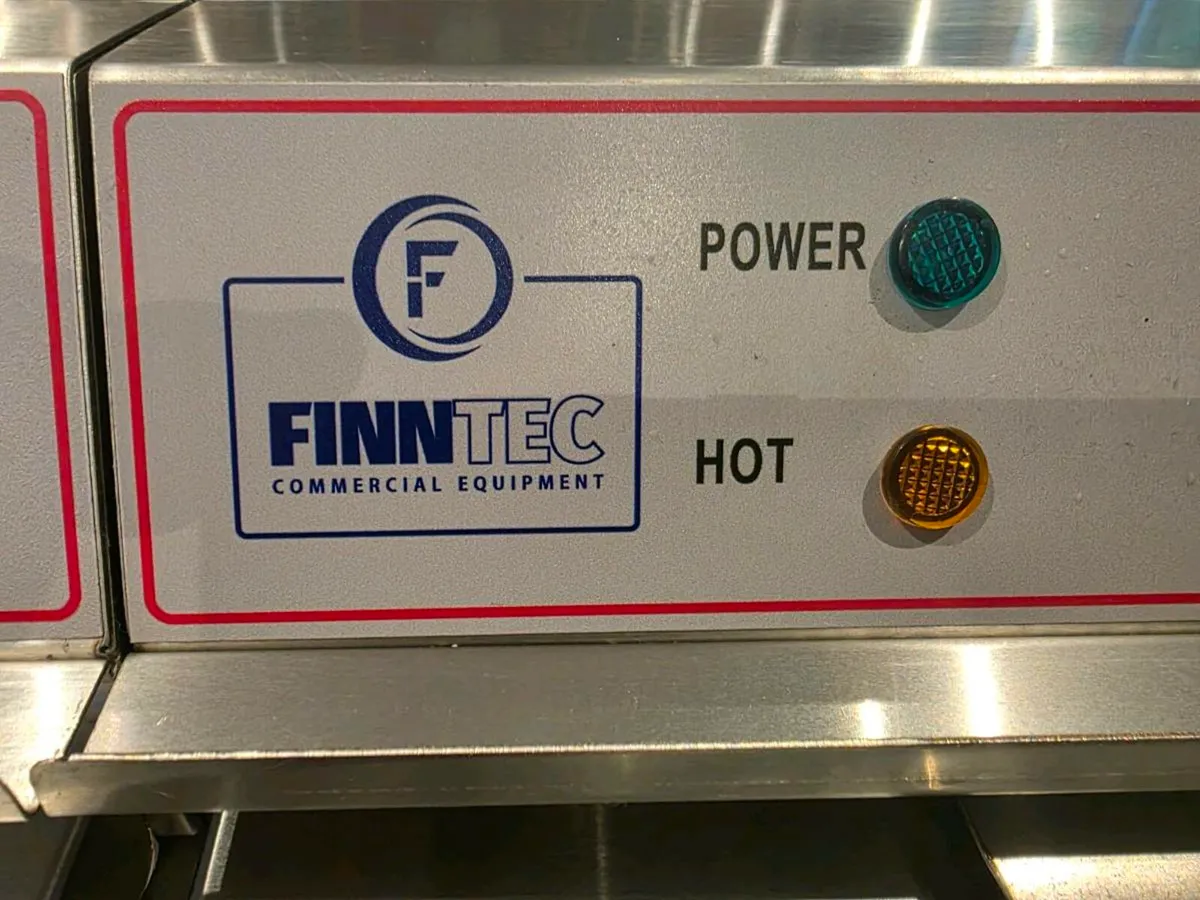 F
FINNTEC
COMMERCIAL EQUIPMENT
POWER
HOT